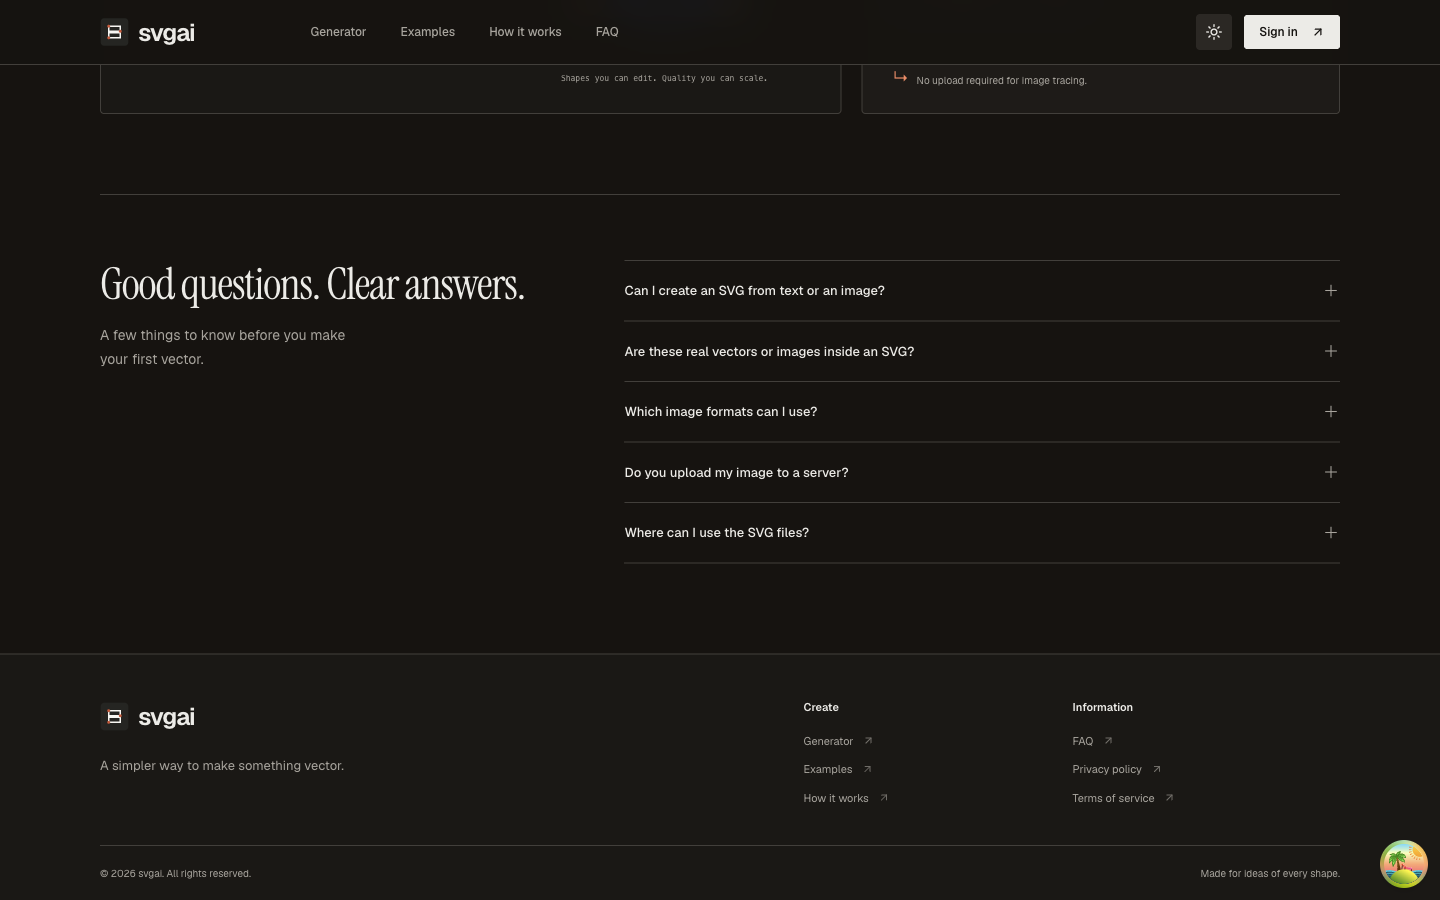 svgai
Generator
Examples
How it works
FAQ
Sign in
Shapes you can edit. Quality you can scale.
No upload required for image tracing.
Good questions. Clear answers.
A few things to know before you make
your first vector.
Can I create an SVG from text or an image?
Are these real vectors or images inside an SVG?
Which image formats can I use?
Do you upload my image to a server?
Where can I use the SVG files?
svgai
A simpler way to make something vector.
Create
Generator
Examples
How it works
Information
FAQ
Privacy policy
Terms of service
© 2026 svgai. All rights reserved.
Made for ideas of every shape.